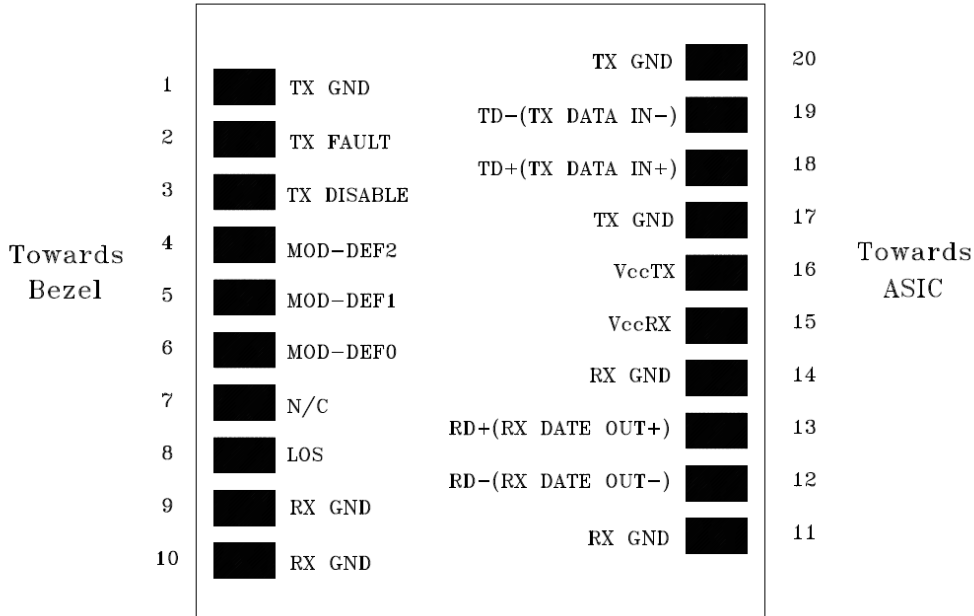 Towards
Bezel
1 TX GND
2 TX FAULT
3 TX DISABLE
4 MOD-DEF2
5 MOD-DEF1
6 MOD-DEF0
7 N/C
8 LOS
9 RX GND
10 RX GND
TX GND 20
TD-(TX DATA IN-) 19
TD+(TX DATA IN+) 18
TX GND 17
VccTX 16
VccRX 15
RX GND 14
RD+(RX DATE OUT+) 13
RD-(RX DATE OUT-) 12
RX GND 11
Towards
ASIC